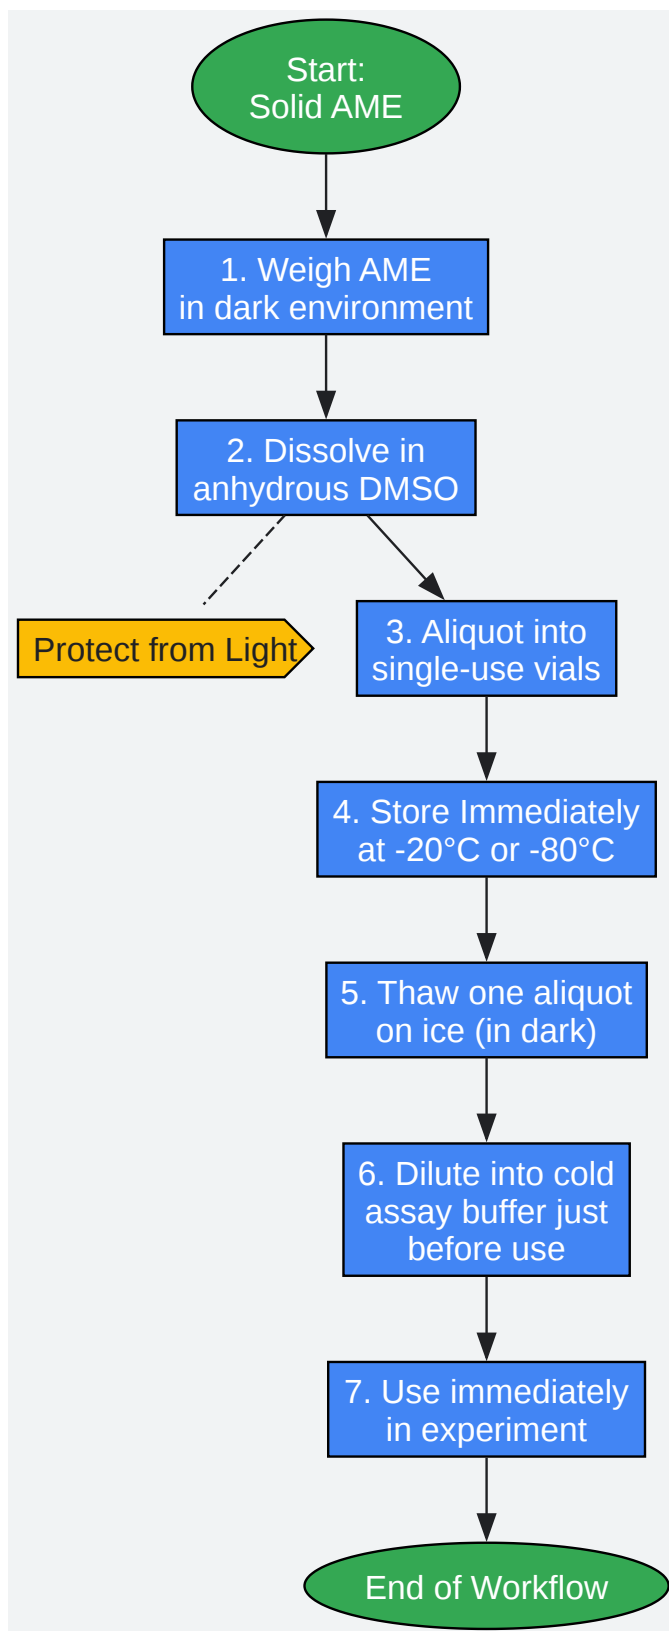 Start:
Solid AME
1. Weigh AME
in dark environment
2. Dissolve in
anhydrous DMSO
Protect from Light
3. Aliquot into
single-use vials
4. Store Immediately
at -20°C or -80°C
5. Thaw one aliquot
on ice (in dark)
6. Dilute into cold
assay buffer just
before use
7. Use immediately
in experiment
End of Workflow